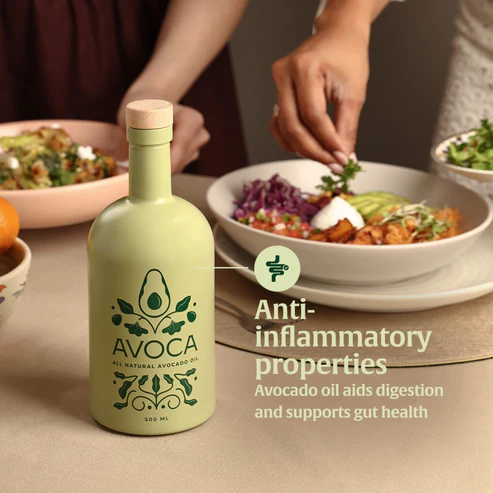 AVOCA
ALL NATURAL AVOCADO OIL
500 ML
Anti-
inflammatory
properties
Avocado oil aids digestion
and supports gut health